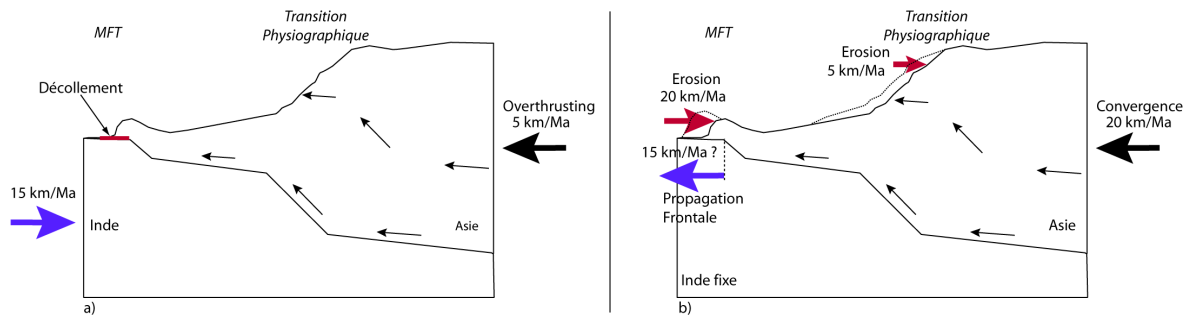 MFT
Transition
Physiographique
Décollement
Overthrusting
5 km/Ma
15 km/Ma
Inde
Asie
a)
MFT
Transition
Physiographique
Erosion
5 km/Ma
Erosion
20 km/Ma
Convergence
20 km/Ma
15 km/Ma ?
Propagation
Frontale
Asie
Inde fixe
b)